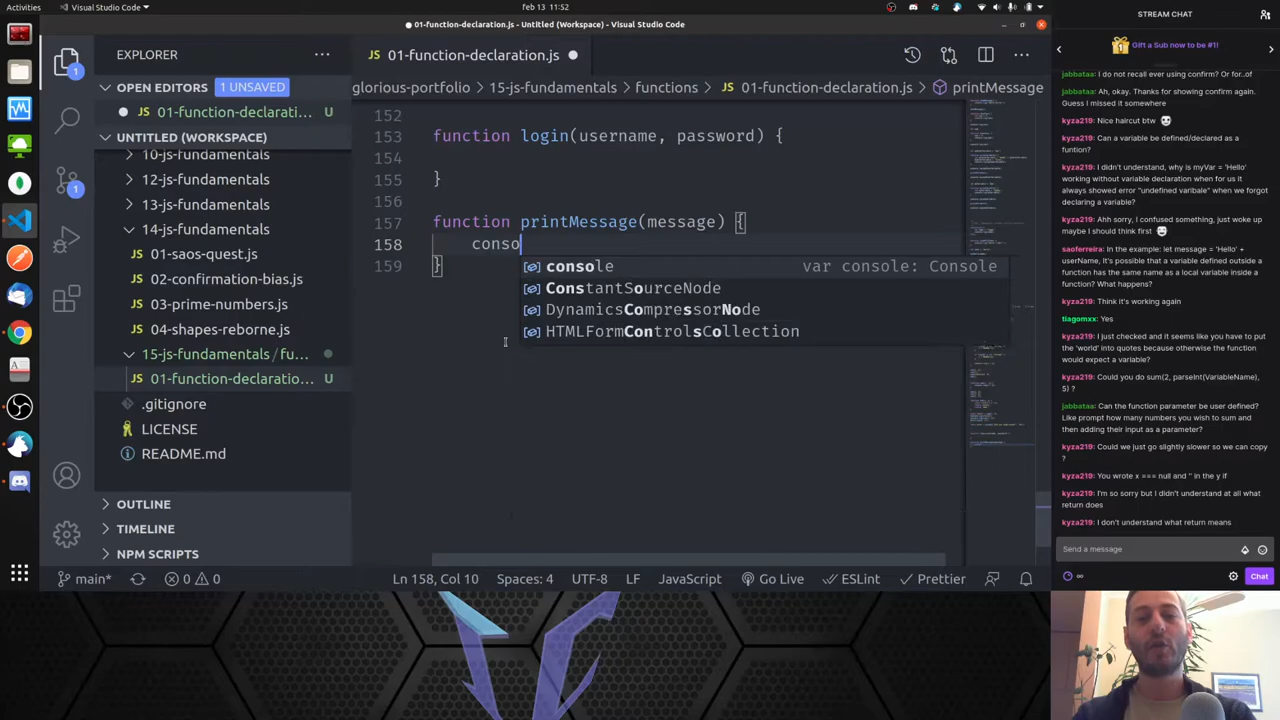 Activities
Visual Studio Code
feb 13 11:52
01-function-declaration.js - Untitled (Workspace) - Visual Studio Code
EXPLORER
OPEN EDITORS
1 UNSAVED
JS 01-function-declarati... U
UNTITLED (WORKSPACE)
10-js-fundamentals
12-js-fundamentals
13-js-fundamentals
14-js-fundamentals
01-js-quest.js
02-confirmation-bias.js
03-prime-numbers.js
04-shapes-reborne.js
15-js-fundamentals/fu...
01-function-declaratio... U
.gitignore
LICENSE
README.md
OUTLINE
TIMELINE
NPM SCRIPTS
JS 01-function-declaration.js
global-portfolio > 15-js-fundamentals > functions > JS 01-function-declaration.js > printMessage
152
153 function login(username, password) {
154
155 }
156
157 function printMessage(message) {
158 conso
159 }
console var console: Console
ConstantSourceNode
DynamicsCompressorNode
HTMLFormControlsCollection
main*
0 0
Ln 158, Col 10
Spaces: 4
UTF-8
LF
JavaScript
Go Live
ESLint
Prettier
STREAM CHAT
Gift a Sub now to be #1!
jabbataa: I do not recall ever using confirm? Or for..of
jabbataa: Ah, okay. Thanks for showing confirm again.
Guess I missed it somewhere
kyza219: Nice haircut btw
kyza219: Can a variable be defined/declared as a
funtion?
kyza219: I didn't understood, why is myVar = 'Hello'
working without variable declaration when for us it
always showed error "undefined varibale" when we forgot
declaring a variable?
kyza219: Ahh sorry, I confused something, just woke up
maybe I should think first
saoferreira: In the example: let message = 'Hello' +
userName, It's possible that a variable defined outside a
function has the same name as a local variable inside a
function? What happens?
kyza219: Think it's working again
tiagomxx: Yes
kyza219: I just checked and it seems like you have to put
the 'world' into quotes because otherwise the function
would expect a variable?
kyza219: Could you do sum(2, parseInt(VariableName),
5) ?
jabbataa: Can the function parameter be user defined?
Like prompt how many numbers you wish to sum and
then adding their input as a parameter?
kyza219: Could we just go slightly slower so we can copy
?
kyza219: You wrote x === null and '' in the y if
kyza219: I'm so sorry but I didn't understand at all what
return does
kyza219: I don't understand what return means
Send a message
Chat